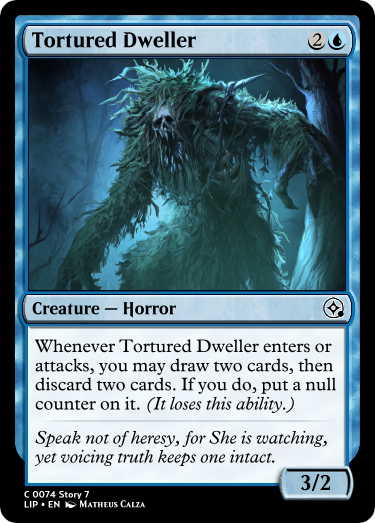 Tortured Dweller 2
Creature — Horror
Whenever Tortured Dweller enters or
attacks, you may draw two cards, then
discard two cards. If you do, put a null
counter on it. (It loses this ability.)
Speak not of heresy, for She is watching,
yet voicing truth keeps one intact.
3/2
C 0074 Story 7
LIP • EN Matheus Calza